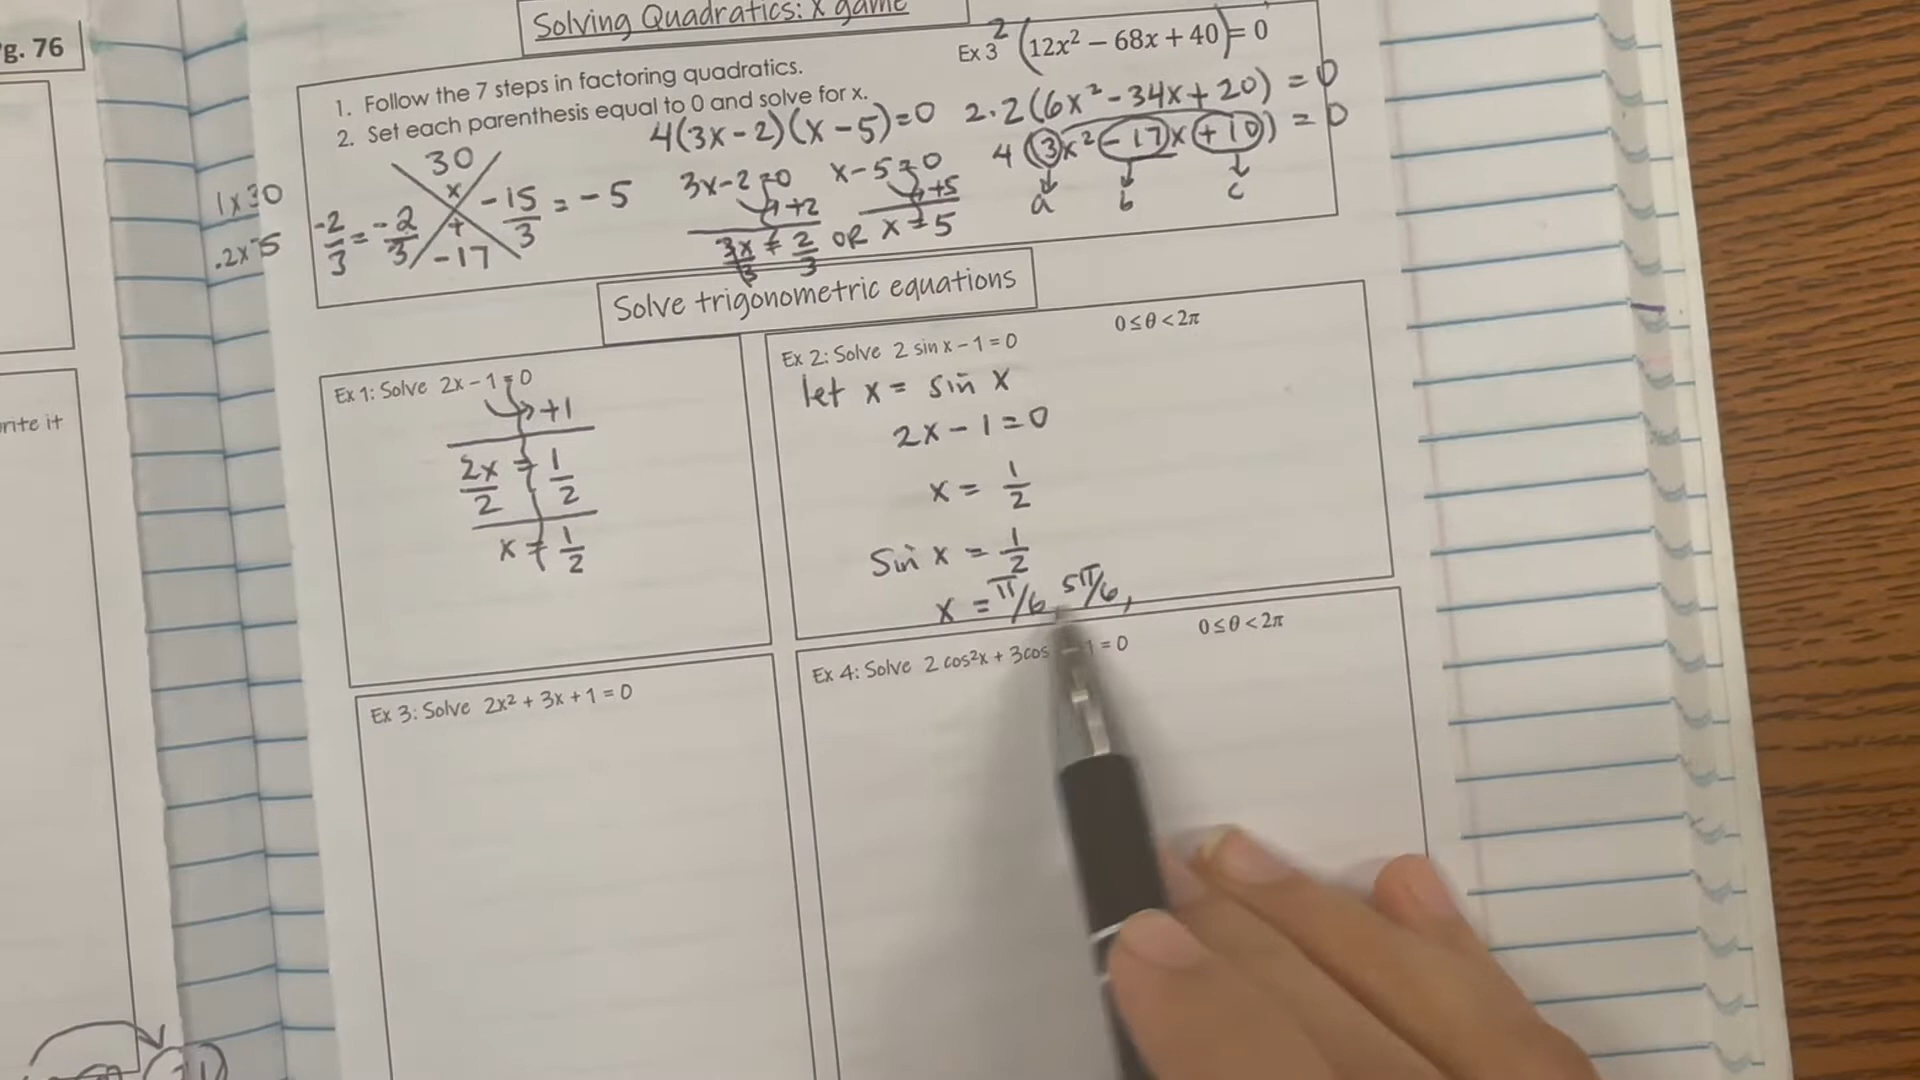 g. 76
rite it
Solving Quadratics: X game
1. Follow the 7 steps in factoring quadratics.
2. Set each parenthesis equal to 0 and solve for x.
Ex 3 2(12x² − 68x + 40) = 0
2·2(6x² − 34x + 20) = 0
4(3x² − 17x + 10) = 0
a b c
4(3x − 2)(x − 5) = 0
3x − 2 = 0
+2
3x/3 = 2/3
OR
x − 5 = 0
+5
x = 5
1 x 30
-2/3 = -2/3
30
x
+
-17
-15/3 = -5
Solve trigonometric equations
Ex 1: Solve 2x − 1 = 0
+1
2x/2 = 1/2
x = 1/2
Ex 2: Solve 2 sin x − 1 = 0
0 ≤ θ < 2π
let x = sin x
2x − 1 = 0
x = 1/2
Sin x = 1/2
x = π/6, 5π/6,
Ex 3: Solve 2x² + 3x + 1 = 0
Ex 4: Solve 2 cos²x + 3cos − 1 = 0
0 ≤ θ < 2π